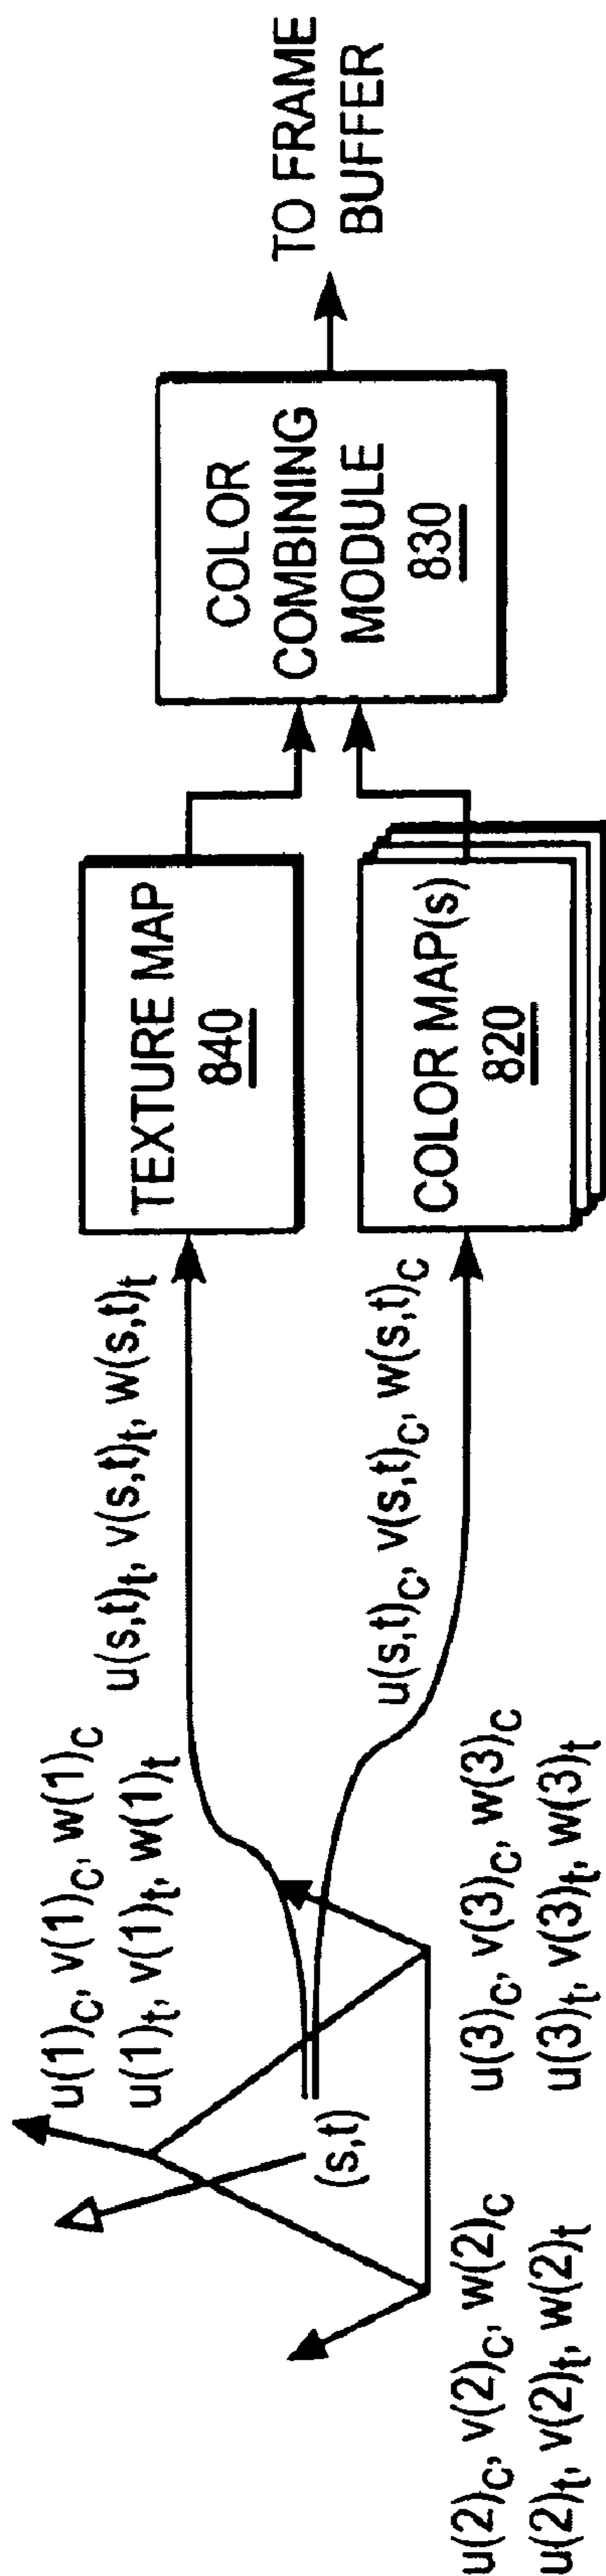 u(1)c, v(1)c, w(1)c
u(1)t, v(1)t, w(1)t
(s,t)
u(2)c, v(2)c, w(2)c
u(2)t, v(2)t, w(2)t
u(3)c, v(3)c, w(3)c
u(3)t, v(3)t, w(3)t
u(s,t)t, v(s,t)t, w(s,t)t
u(s,t)c, v(s,t)c, w(s,t)c
TEXTURE MAP
840
COLOR MAP(s)
820
COLOR
COMBINING
MODULE
830
TO FRAME
BUFFER